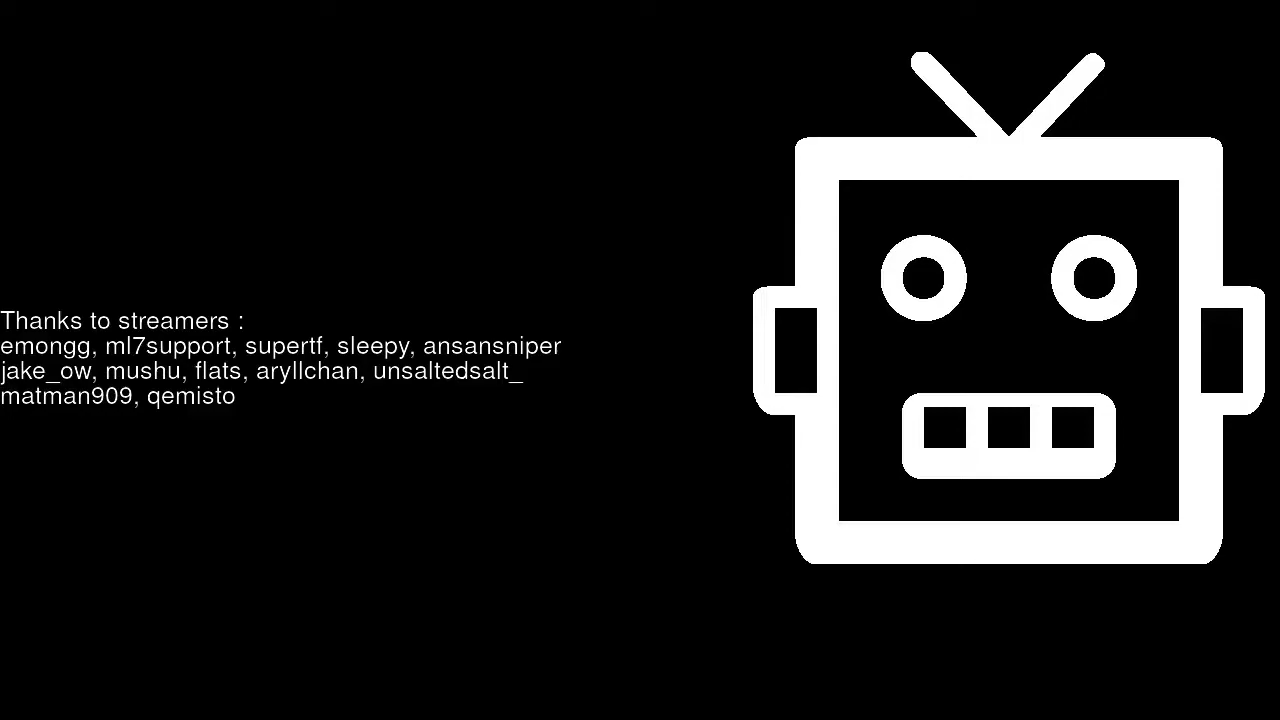 Thanks to streamers :
emongg, ml7support, supertf, sleepy, ansansniper
jake_ow, mushu, flats, aryllchan, unsaltedsalt_
matman909, qemisto